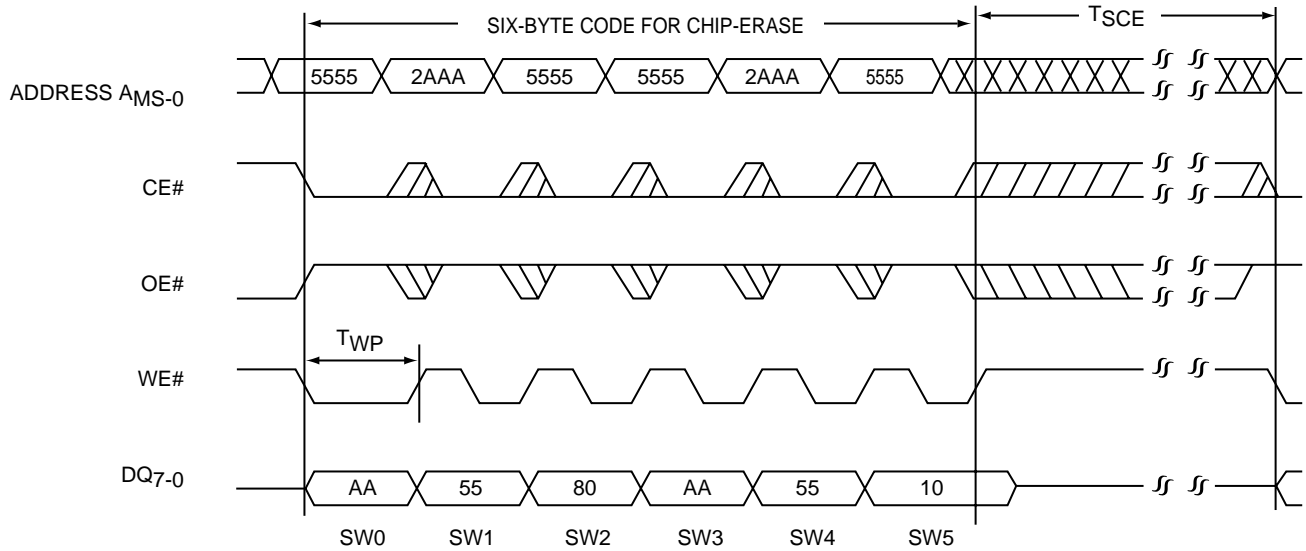 SIX-BYTE CODE FOR CHIP-ERASE TSCE
ADDRESS AMS-0 5555 2AAA 5555 5555 2AAA 5555
CE#
OE#
TWP
WE#
DQ7-0 AA 55 80 AA 55 10
SW0 SW1 SW2 SW3 SW4 SW5